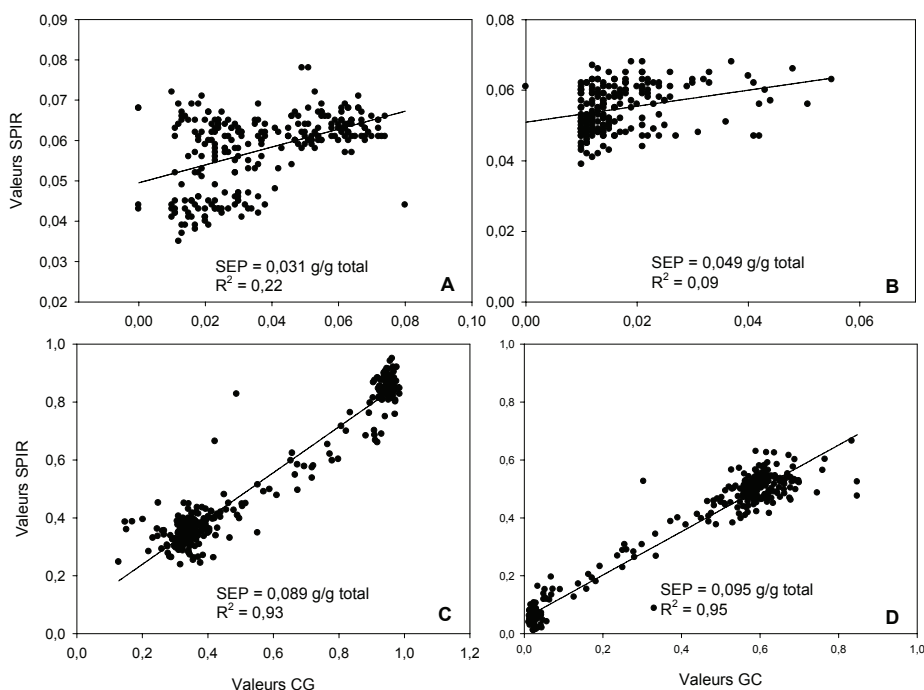 0,09
0,08
0,07
0,06
0,05
0,04
0,03
0,02
Valeurs SPIR
SEP = 0,031 g/g total
R² = 0,22
A
0,00 0,02 0,04 0,06 0,08 0,10
0,08
0,06
0,04
0,02
0,00
SEP = 0,049 g/g total
R² = 0,09
B
0,00 0,02 0,04 0,06
1,0
0,8
0,6
0,4
0,2
0,0
Valeurs SPIR
SEP = 0,089 g/g total
R² = 0,93
C
0,0 0,2 0,4 0,6 0,8 1,0 1,2
Valeurs CG
1,0
0,8
0,6
0,4
0,2
0,0
SEP = 0,095 g/g total
R² = 0,95
D
0,0 0,2 0,4 0,6 0,8 1,0
Valeurs GC